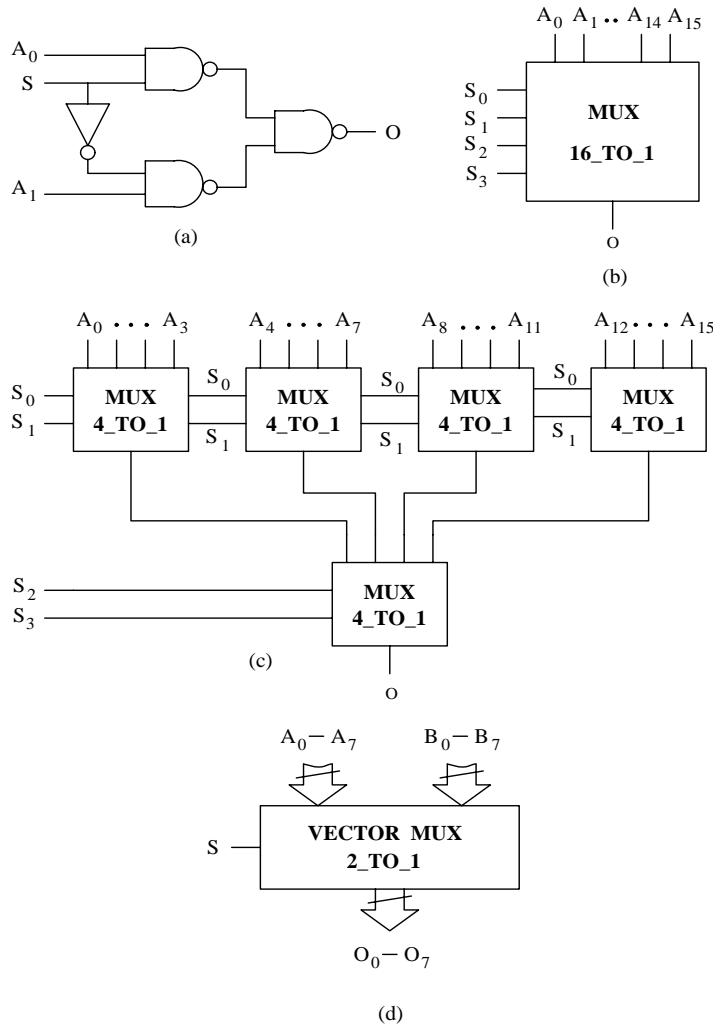 A0
S
A1
O
(a)
A0 A1 .. A14 A15
S0
S1
S2
S3
MUX
16_TO_1
O
(b)
A0 . . . A3
A4 . . . A7
A8 . . . A11
A12 . . . A15
S0
S1
MUX
4_TO_1
S0
S1
MUX
4_TO_1
S0
S1
MUX
4_TO_1
S0
S1
MUX
4_TO_1
S2
S3
MUX
4_TO_1
O
(c)
A0 – A7
B0 – B7
S
VECTOR MUX
2_TO_1
O0 – O7
(d)